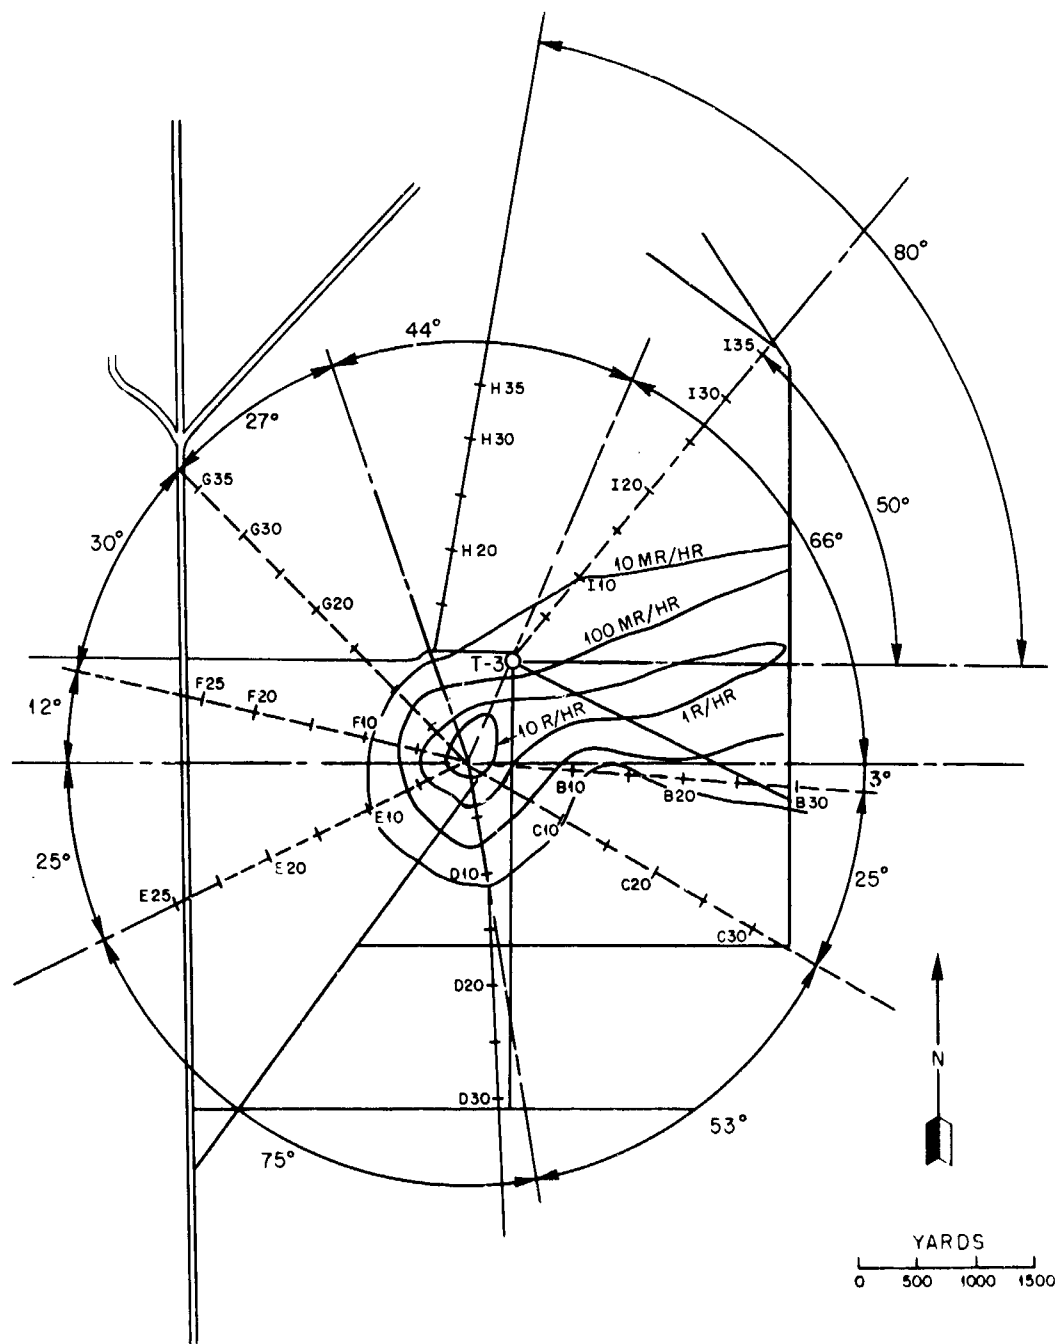 80°
44°
I35
H35
I30
27°
H30
G35
I20
50°
G30
30°
66°
H20
10 MR/HR
I10
G20
100 MR/HR
T-3
F25
F20
12°
10 R/HR
1 R/HR
F10
3°
B10
B20
B30
E10
C10
25°
E20
D10
C20
25°
E25
C30
D20
N
D30
53°
75°
YARDS
0 500 1000 1500